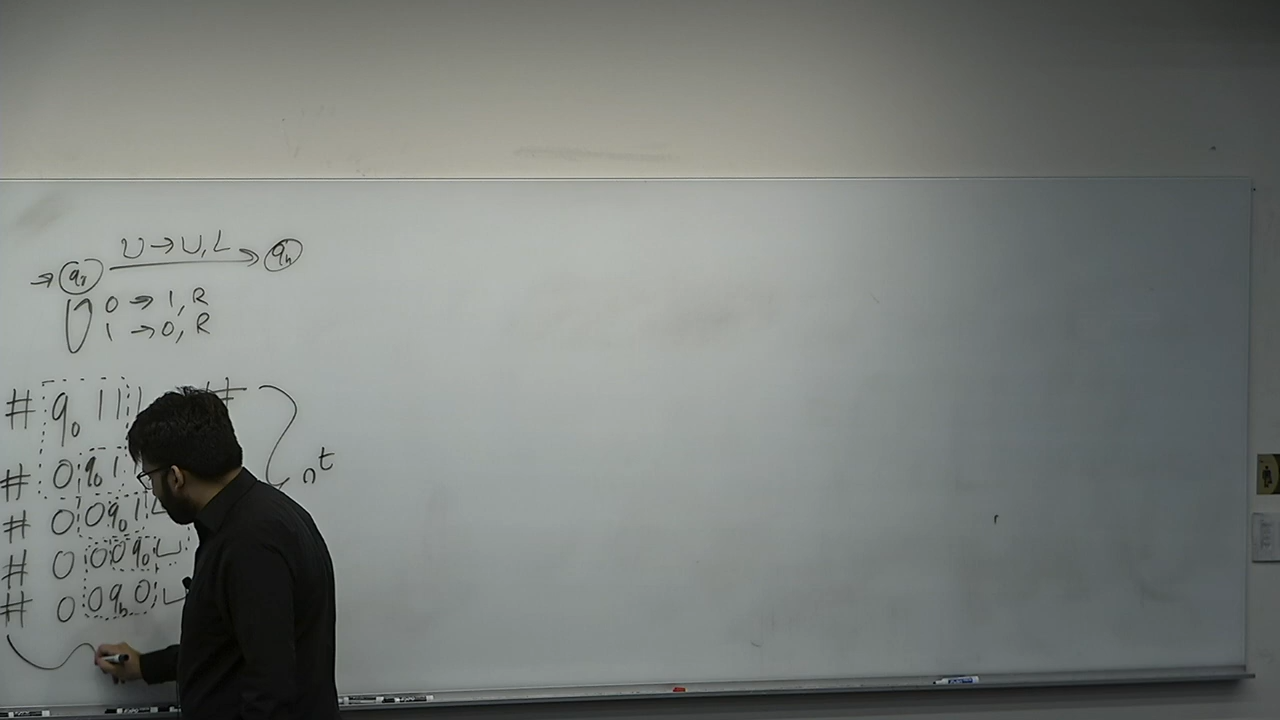 ⊔ → ⊔, L
→ q₀ → qₕ
0 → 1, R
1 → 0, R
# q₀ 1 1 #
# 0 q₀ 1
nᵗ
# 0 0 q₀ 1 ⊔
# 0 0 0 q₀ ⊔
# 0 0 qₕ 0 ⊔